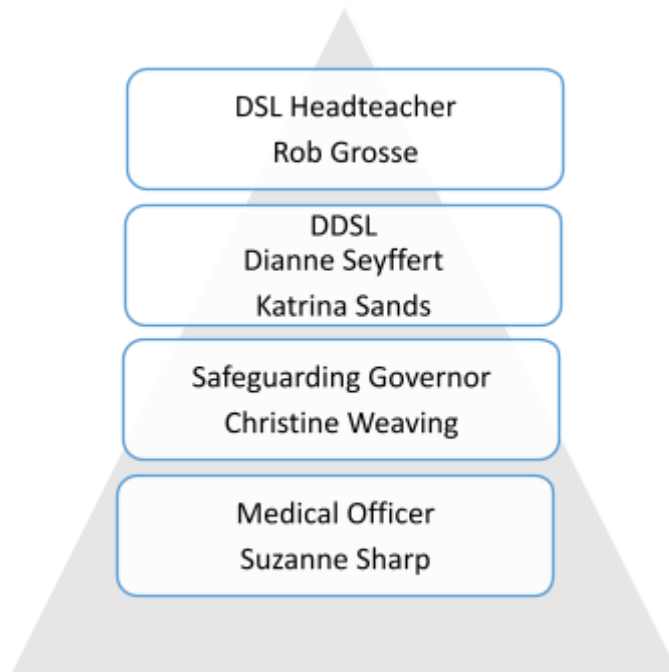 DSL Headteacher
Rob Grosse
DDSL
Dianne Seyffert
Katrina Sands
Safeguarding Governor
Christine Weaving
Medical Officer
Suzanne Sharp